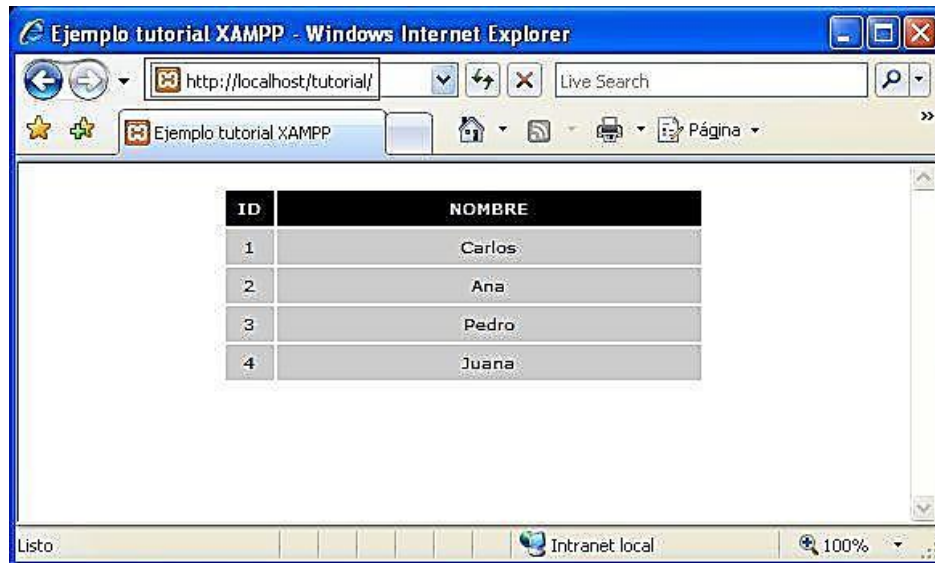 Ejemplo tutorial XAMPP - Windows Internet Explorer
http://localhost/tutorial/
Live Search
Ejemplo tutorial XAMPP
Página
ID NOMBRE
1 Carlos
2 Ana
3 Pedro
4 Juana
Listo
Intranet local
100%